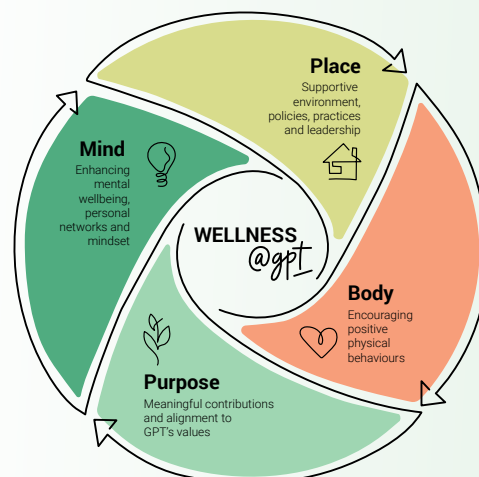 Place
Supportive
environment,
policies, practices
and leadership
Mind
Enhancing
mental
wellbeing,
personal
networks and
mindset
WELLNESS
@gpt
Body
Encouraging
positive
physical
behaviours
Purpose
Meaningful contributions
and alignment to
GPT's values